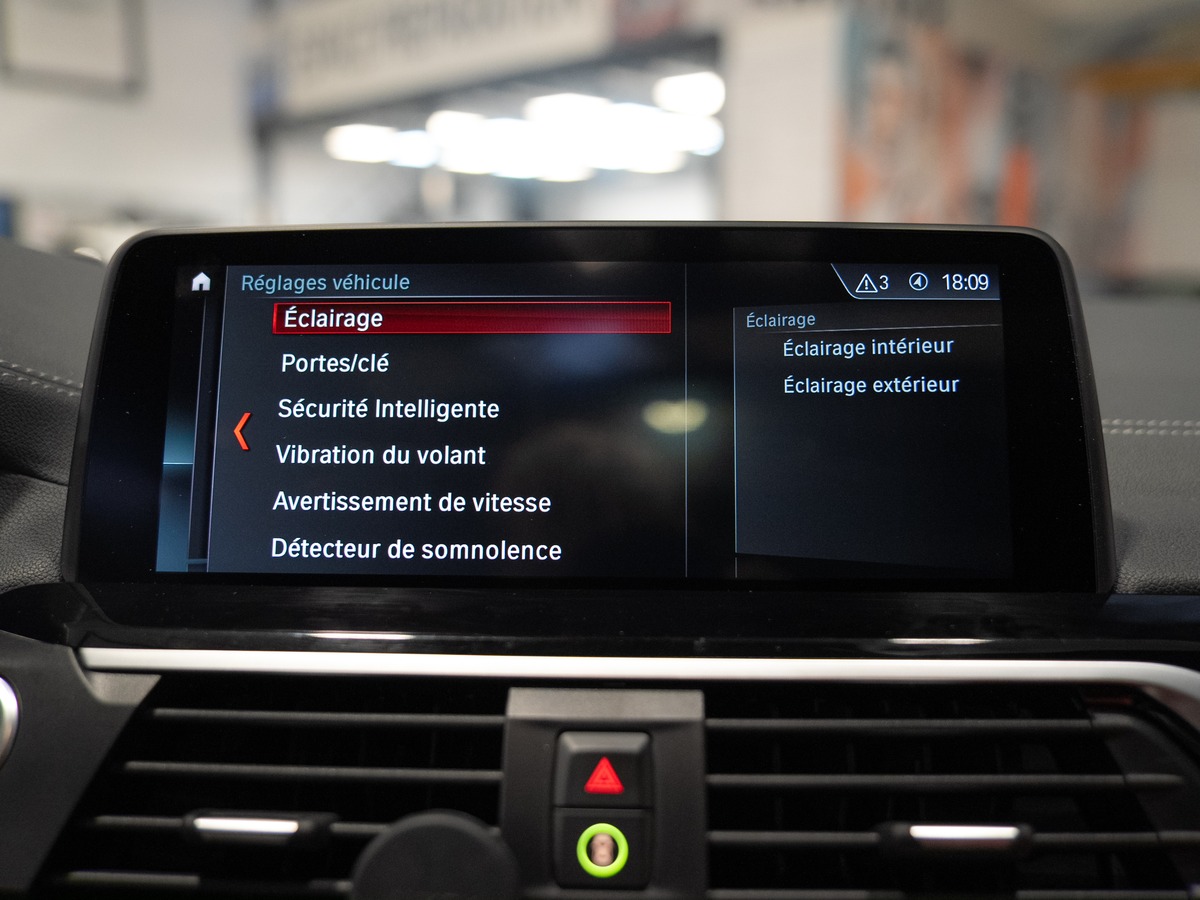 Réglages véhicule
3
18:09
Éclairage
Portes/clé
Sécurité Intelligente
Vibration du volant
Avertissement de vitesse
Détecteur de somnolence
Éclairage
Éclairage intérieur
Éclairage extérieur